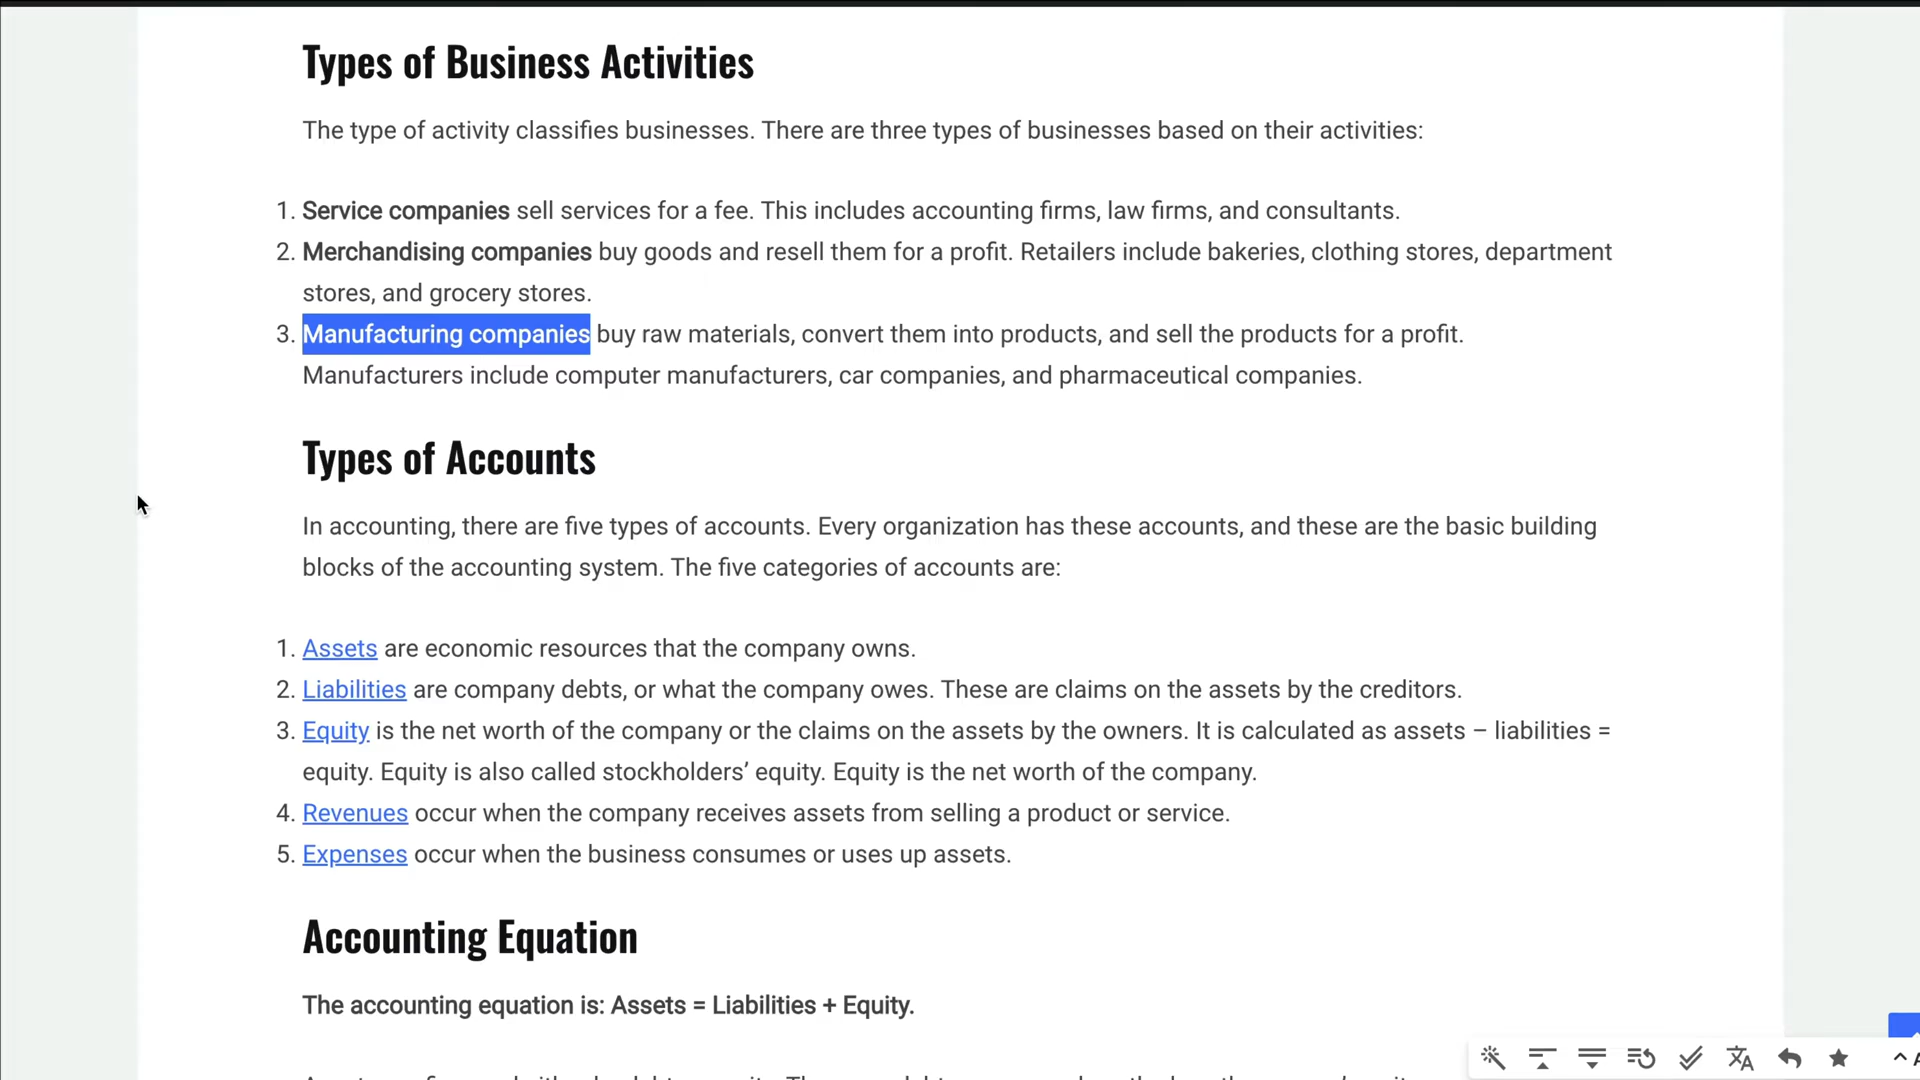 Types of Business Activities
The type of activity classifies businesses. There are three types of businesses based on their activities:
1. Service companies sell services for a fee. This includes accounting firms, law firms, and consultants.
2. Merchandising companies buy goods and resell them for a profit. Retailers include bakeries, clothing stores, department
stores, and grocery stores.
3. Manufacturing companies buy raw materials, convert them into products, and sell the products for a profit.
Manufacturers include computer manufacturers, car companies, and pharmaceutical companies.
Types of Accounts
In accounting, there are five types of accounts. Every organization has these accounts, and these are the basic building
blocks of the accounting system. The five categories of accounts are:
1. Assets are economic resources that the company owns.
2. Liabilities are company debts, or what the company owes. These are claims on the assets by the creditors.
3. Equity is the net worth of the company or the claims on the assets by the owners. It is calculated as assets – liabilities =
equity. Equity is also called stockholders’ equity. Equity is the net worth of the company.
4. Revenues occur when the company receives assets from selling a product or service.
5. Expenses occur when the business consumes or uses up assets.
Accounting Equation
The accounting equation is: Assets = Liabilities + Equity.